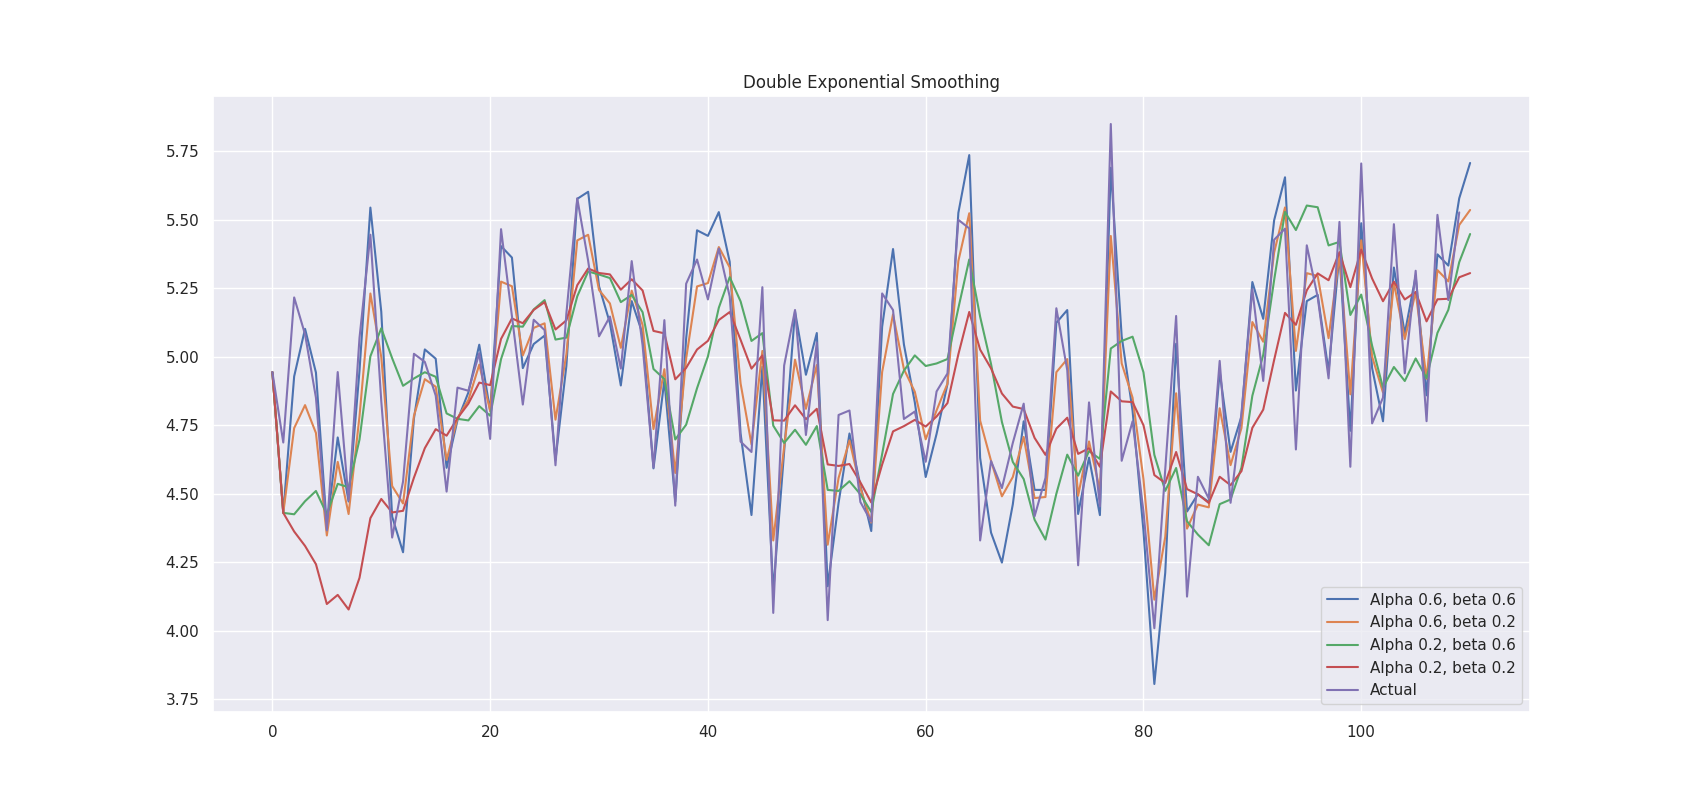 Double Exponential Smoothing
5.75
5.50
5.25
5.00
4.75
4.50
4.25
4.00
3.75
0 20 40 60 80 100
Alpha 0.6, beta 0.6
Alpha 0.6, beta 0.2
Alpha 0.2, beta 0.6
Alpha 0.2, beta 0.2
Actual